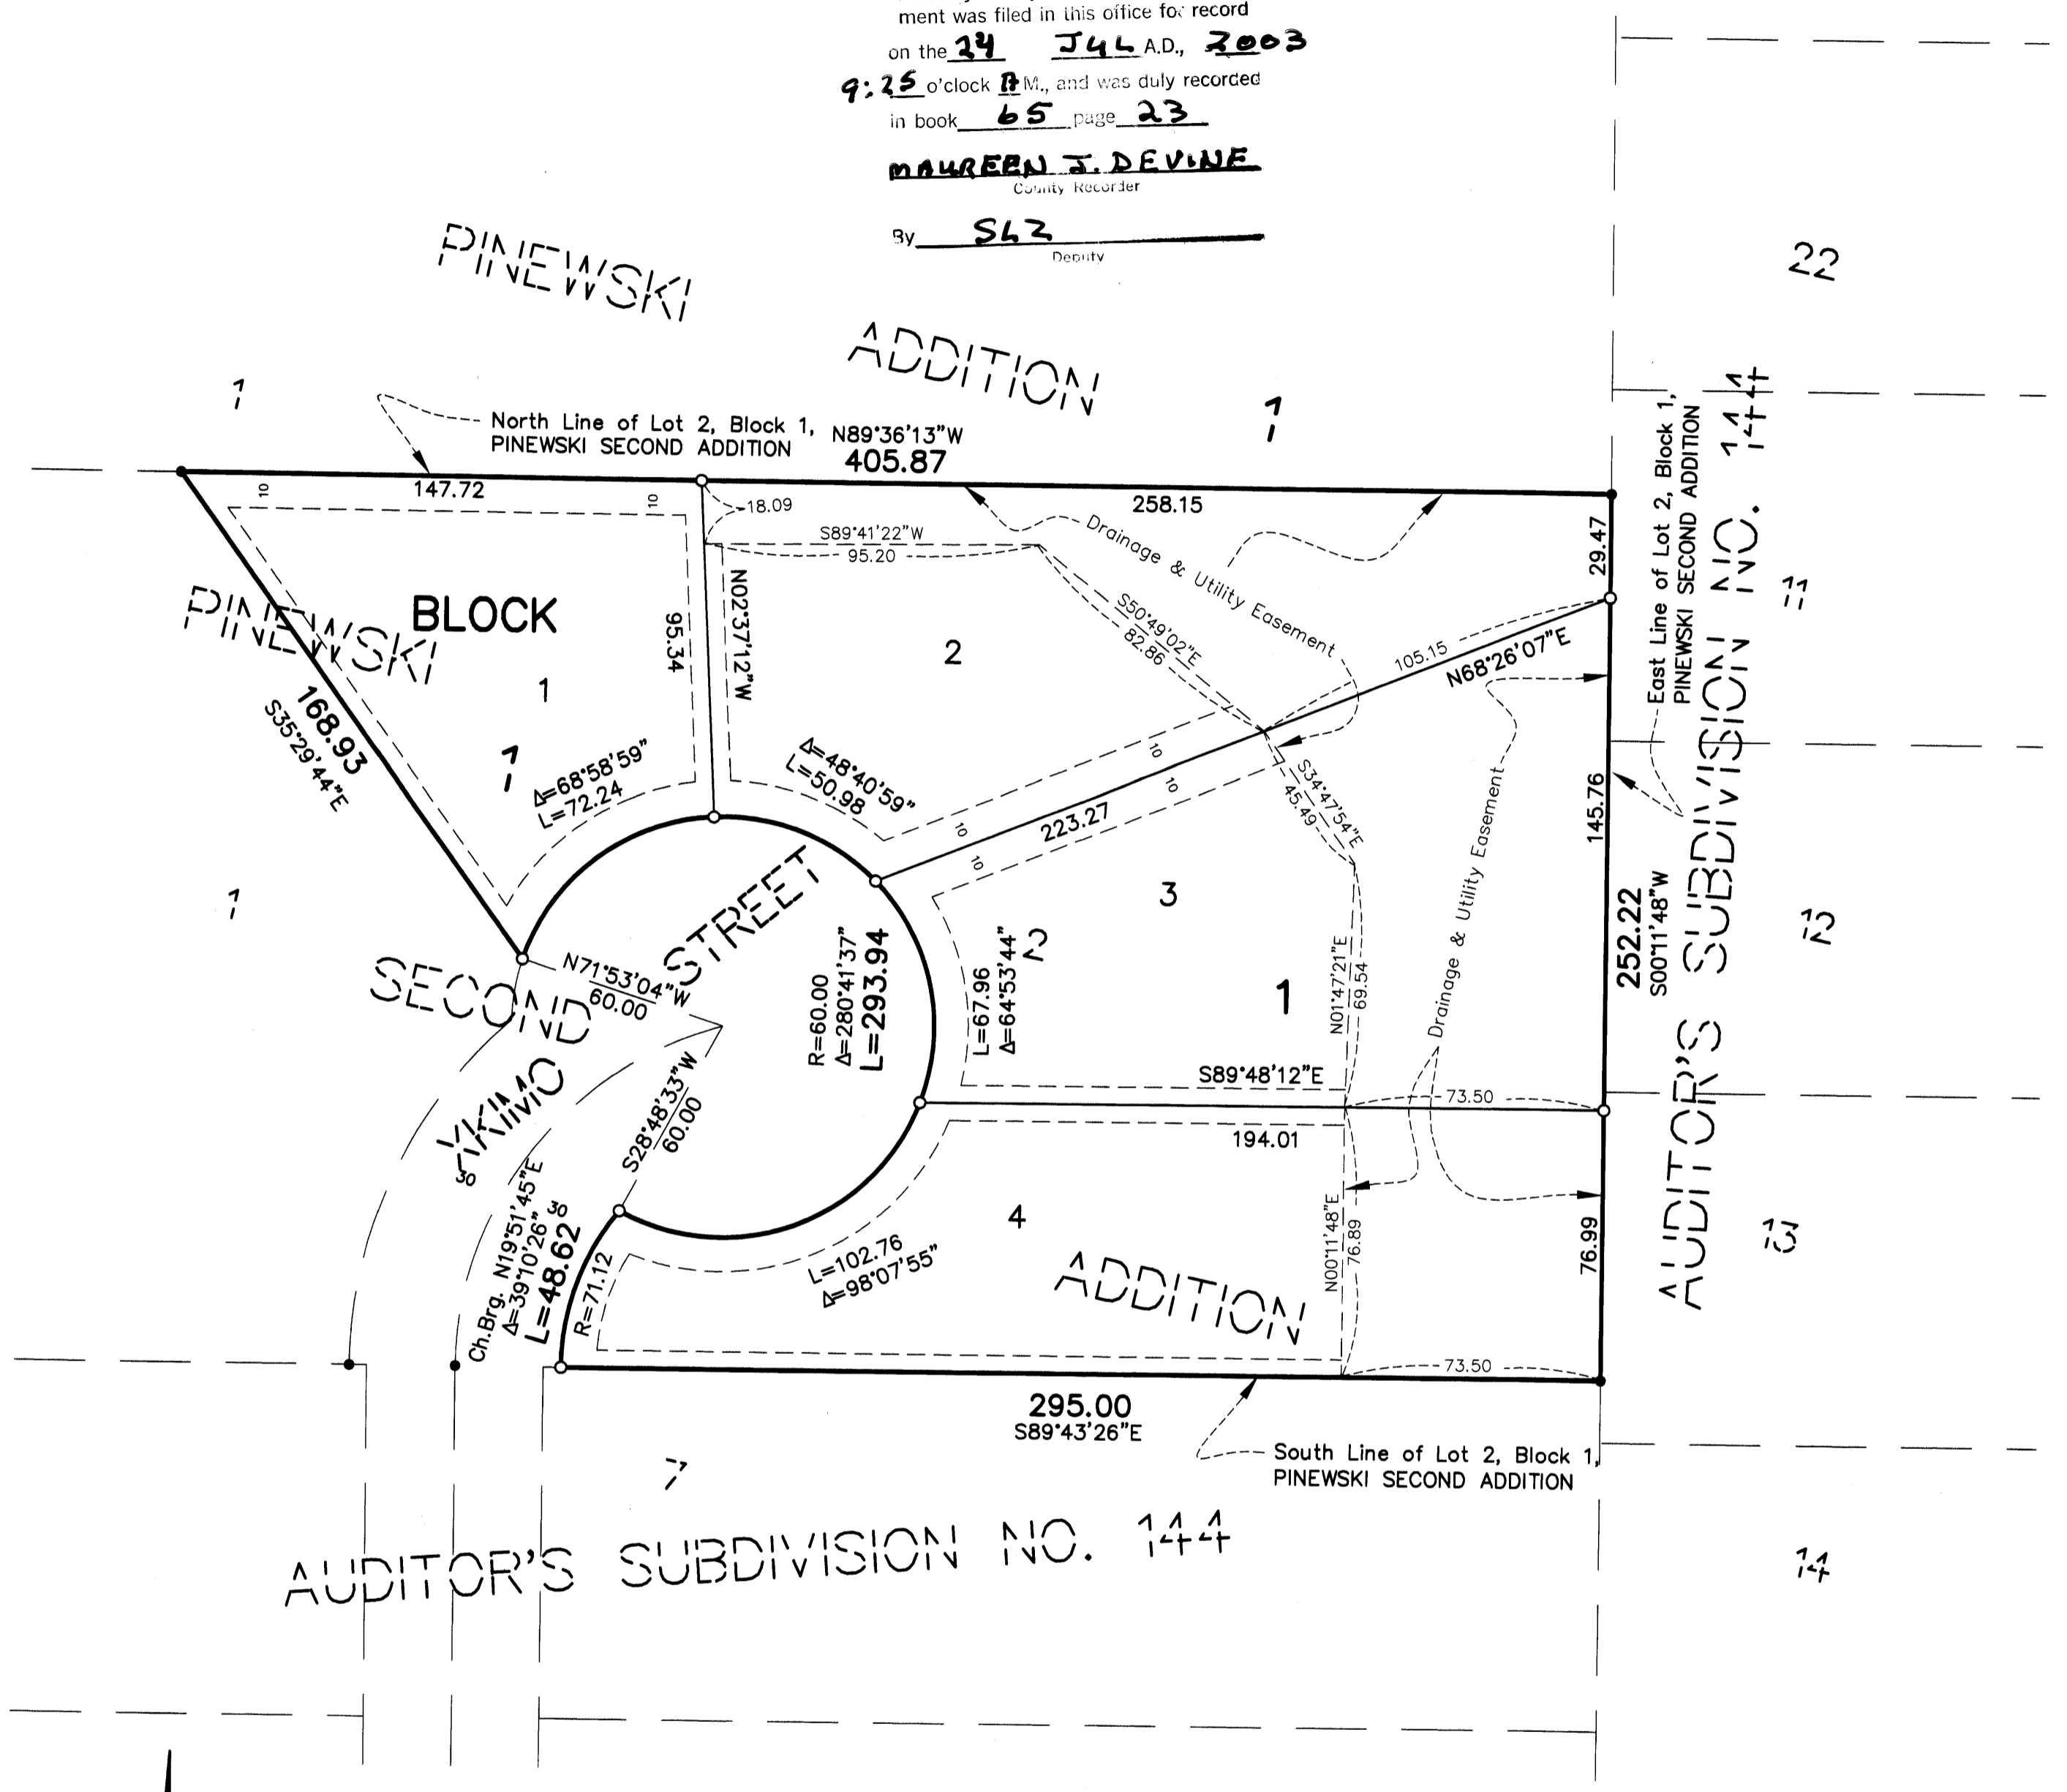 ment was filed in this office for record
on the 24 JUL A.D., 2003
9:25 o'clock A M., and was duly recorded
in book 65 page 23
MAUREEN J. DEVINE
County Recorder
By SLZ
Deputy
PINEWSKI
ADDITION
22
1
1
North Line of Lot 2, Block 1,
PINEWSKI SECOND ADDITION
N89°36'13"W
405.87
147.72
258.15
10
10
18.09
S89°41'22"W
95.20
Drainage & Utility Easement
29.47
East Line of Lot 2, Block 1,
PINEWSKI SECOND ADDITION
AUDITOR'S SUBDIVISION NO. 144
11
PINEWSKI
BLOCK
1
1
95.34
N02°37'12"W
2
S50°49'02"E
82.86
105.15
N68°26'07"E
168.93
S35°29'44"E
Δ=68°58'59"
L=72.24
Δ=48°40'59"
L=50.98
10
10
10
10
223.27
S34°47'54"E
45.49
145.76
Drainage & Utility Easement
1
3
2
1
12
252.22
S00°11'48"W
SECOND
STREET
N71°53'04"W
60.00
R=60.00
Δ=280°41'37"
L=293.94
L=67.96
Δ=64°53'44"
N01°47'21"E
69.54
S89°48'12"E
73.50
194.01
30
S28°48'33"W
60.00
30
Ch.Brg. N19°51'45"E
Δ=39°10'26"
L=48.62
R=71.12
4
L=102.76
Δ=98°07'55"
ADDITION
N00°11'48"E
76.89
76.99
13
73.50
295.00
S89°43'26"E
South Line of Lot 2, Block 1,
PINEWSKI SECOND ADDITION
7
AUDITOR'S SUBDIVISION NO. 144
14